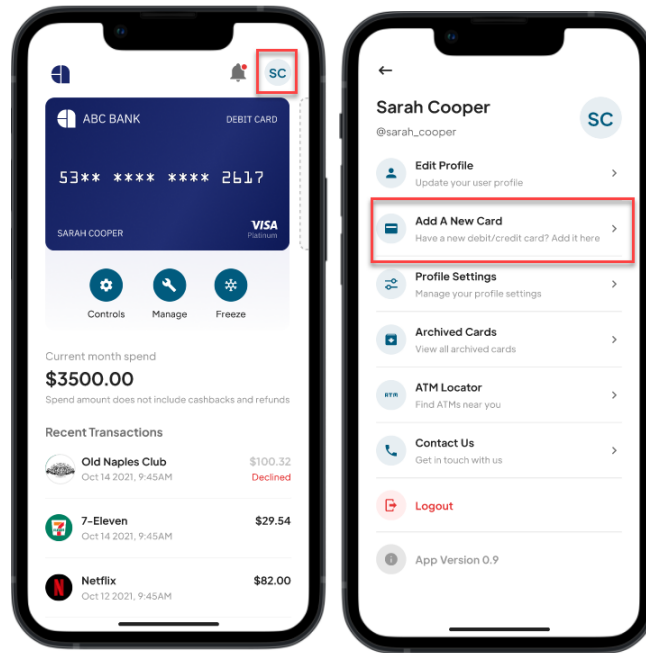 SC
ABC BANK
DEBIT CARD
53** **** **** 2617
SARAH COOPER
VISA
Platinum
Controls
Manage
Freeze
Current month spend
$3500.00
Spend amount does not include cashbacks and refunds
Recent Transactions
Old Naples Club
$100.32
Oct 14 2021, 9:45AM
Declined
7-Eleven
$29.54
Oct 14 2021, 9:45AM
Netflix
$82.00
Oct 12 2021, 9:45AM
Sarah Cooper
@sarah_cooper
SC
Edit Profile
Update your user profile
Add A New Card
Have a new debit/credit card? Add it here
Profile Settings
Manage your profile settings
Archived Cards
View all archived cards
ATM
ATM Locator
Find ATMs near you
Contact Us
Get in touch with us
Logout
App Version 0.9